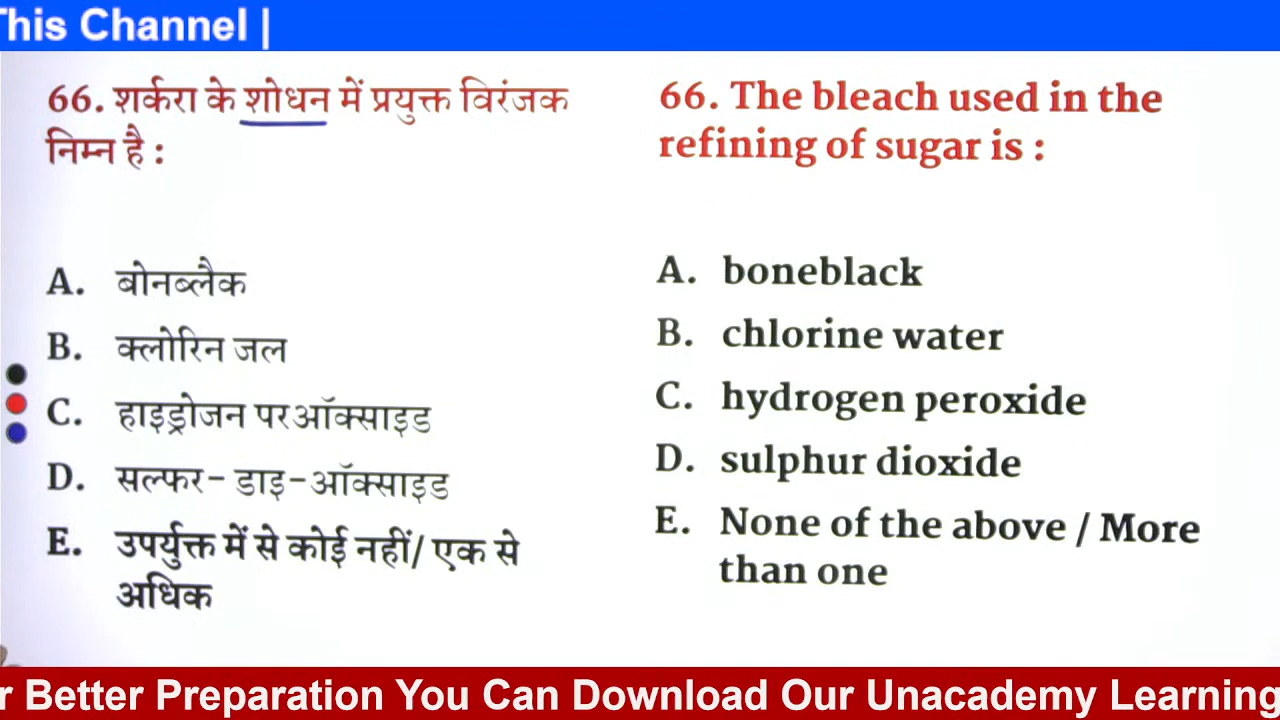 This Channel |
66. शर्करा के शोधन में प्रयुक्त विरंजक
निम्न है :
A. बोनब्लैक
B. क्लोरिन जल
C. हाइड्रोजन परऑक्साइड
D. सल्फर- डाइ-ऑक्साइड
E. उपर्युक्त में से कोई नहीं/ एक से
अधिक
66. The bleach used in the
refining of sugar is :
A. boneblack
B. chlorine water
C. hydrogen peroxide
D. sulphur dioxide
E. None of the above / More
than one
r Better Preparation You Can Download Our Unacademy Learning